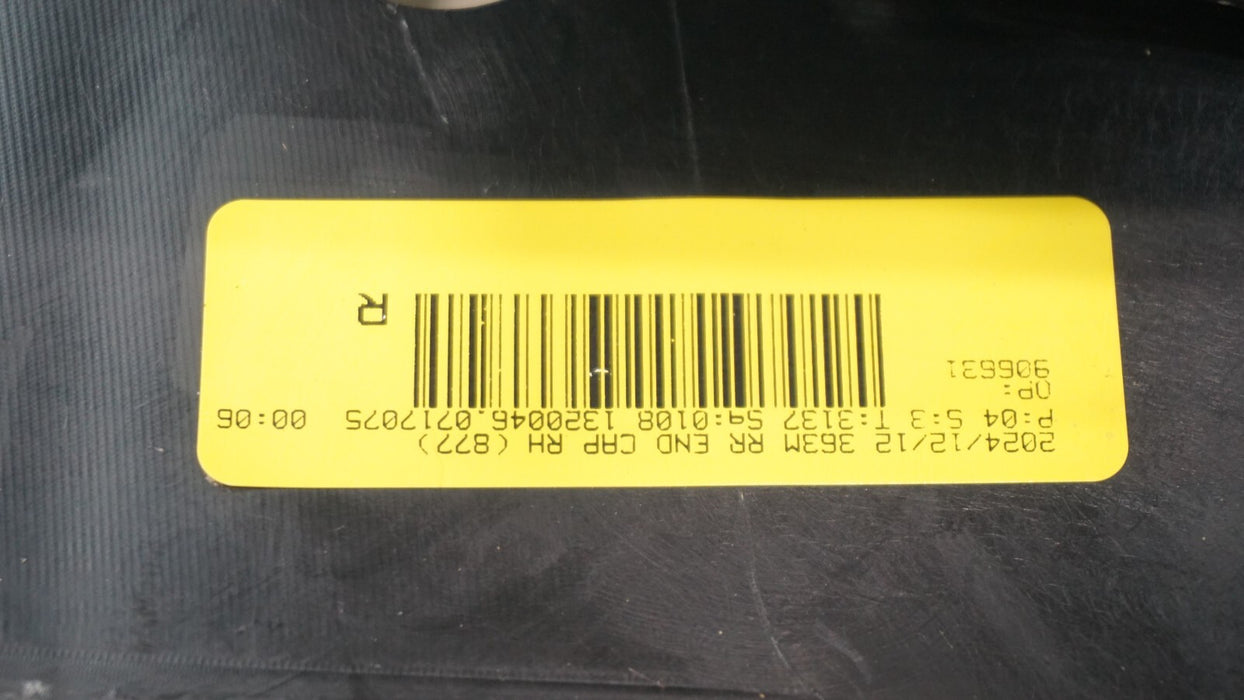 2024/12/12 363M RR END CAP RH (877)
P:04 S:3 T:3137 Sq:0108 1320046.0717075 00:06
OP:
906631
R